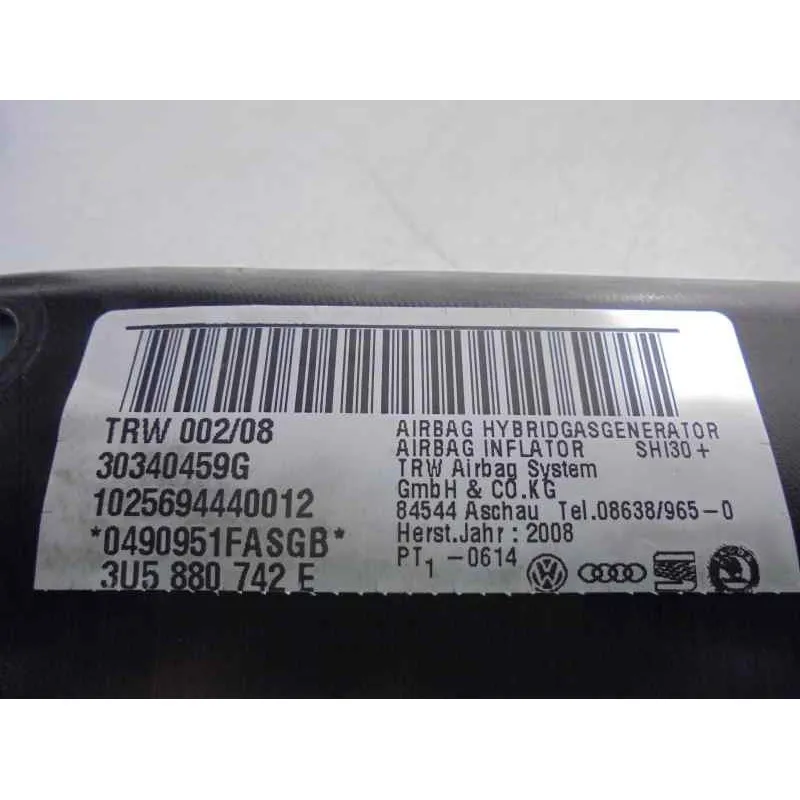 TRW 002/08
30340459G
1025694440012
*0490951FASGB*
3U5 880 742 E
AIRBAG HYBRIDGASGENERATOR
AIRBAG INFLATOR SHI30+
TRW Airbag System
GmbH & CO.KG
84544 Aschau Tel.08638/965-0
Herst.Jahr: 2008
PT1 -0614